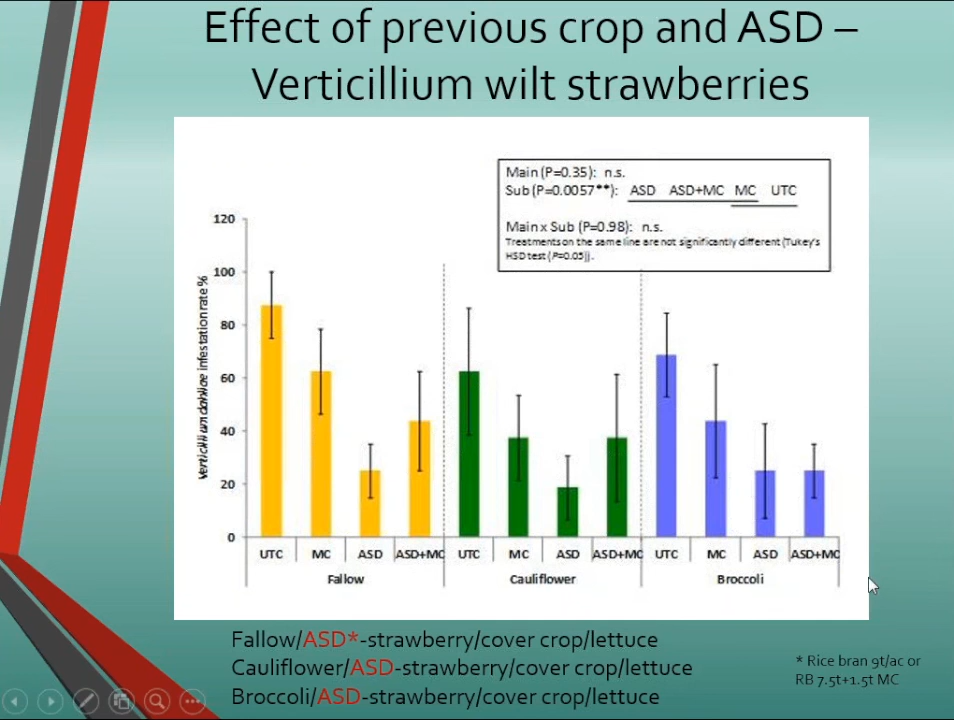 Effect of previous crop and ASD –
Verticillium wilt strawberries
Main (P=0.35): n.s.
Sub (P=0.0057**): ASD ASD+MC MC UTC
Main x Sub (P=0.98): n.s.
Treatments on the same line are not significantly different (Tukey's
HSD test (P=0.05)).
Verticillium dahliae infestation rate %
120
100
80
60
40
20
0
UTC MC ASD ASD+MC UTC MC ASD ASD+MC UTC MC ASD ASD+MC
Fallow Cauliflower Broccoli
Fallow/ASD*-strawberry/cover crop/lettuce
Cauliflower/ASD-strawberry/cover crop/lettuce
Broccoli/ASD-strawberry/cover crop/lettuce
* Rice bran 9t/ac or
RB 7.5t+1.5t MC